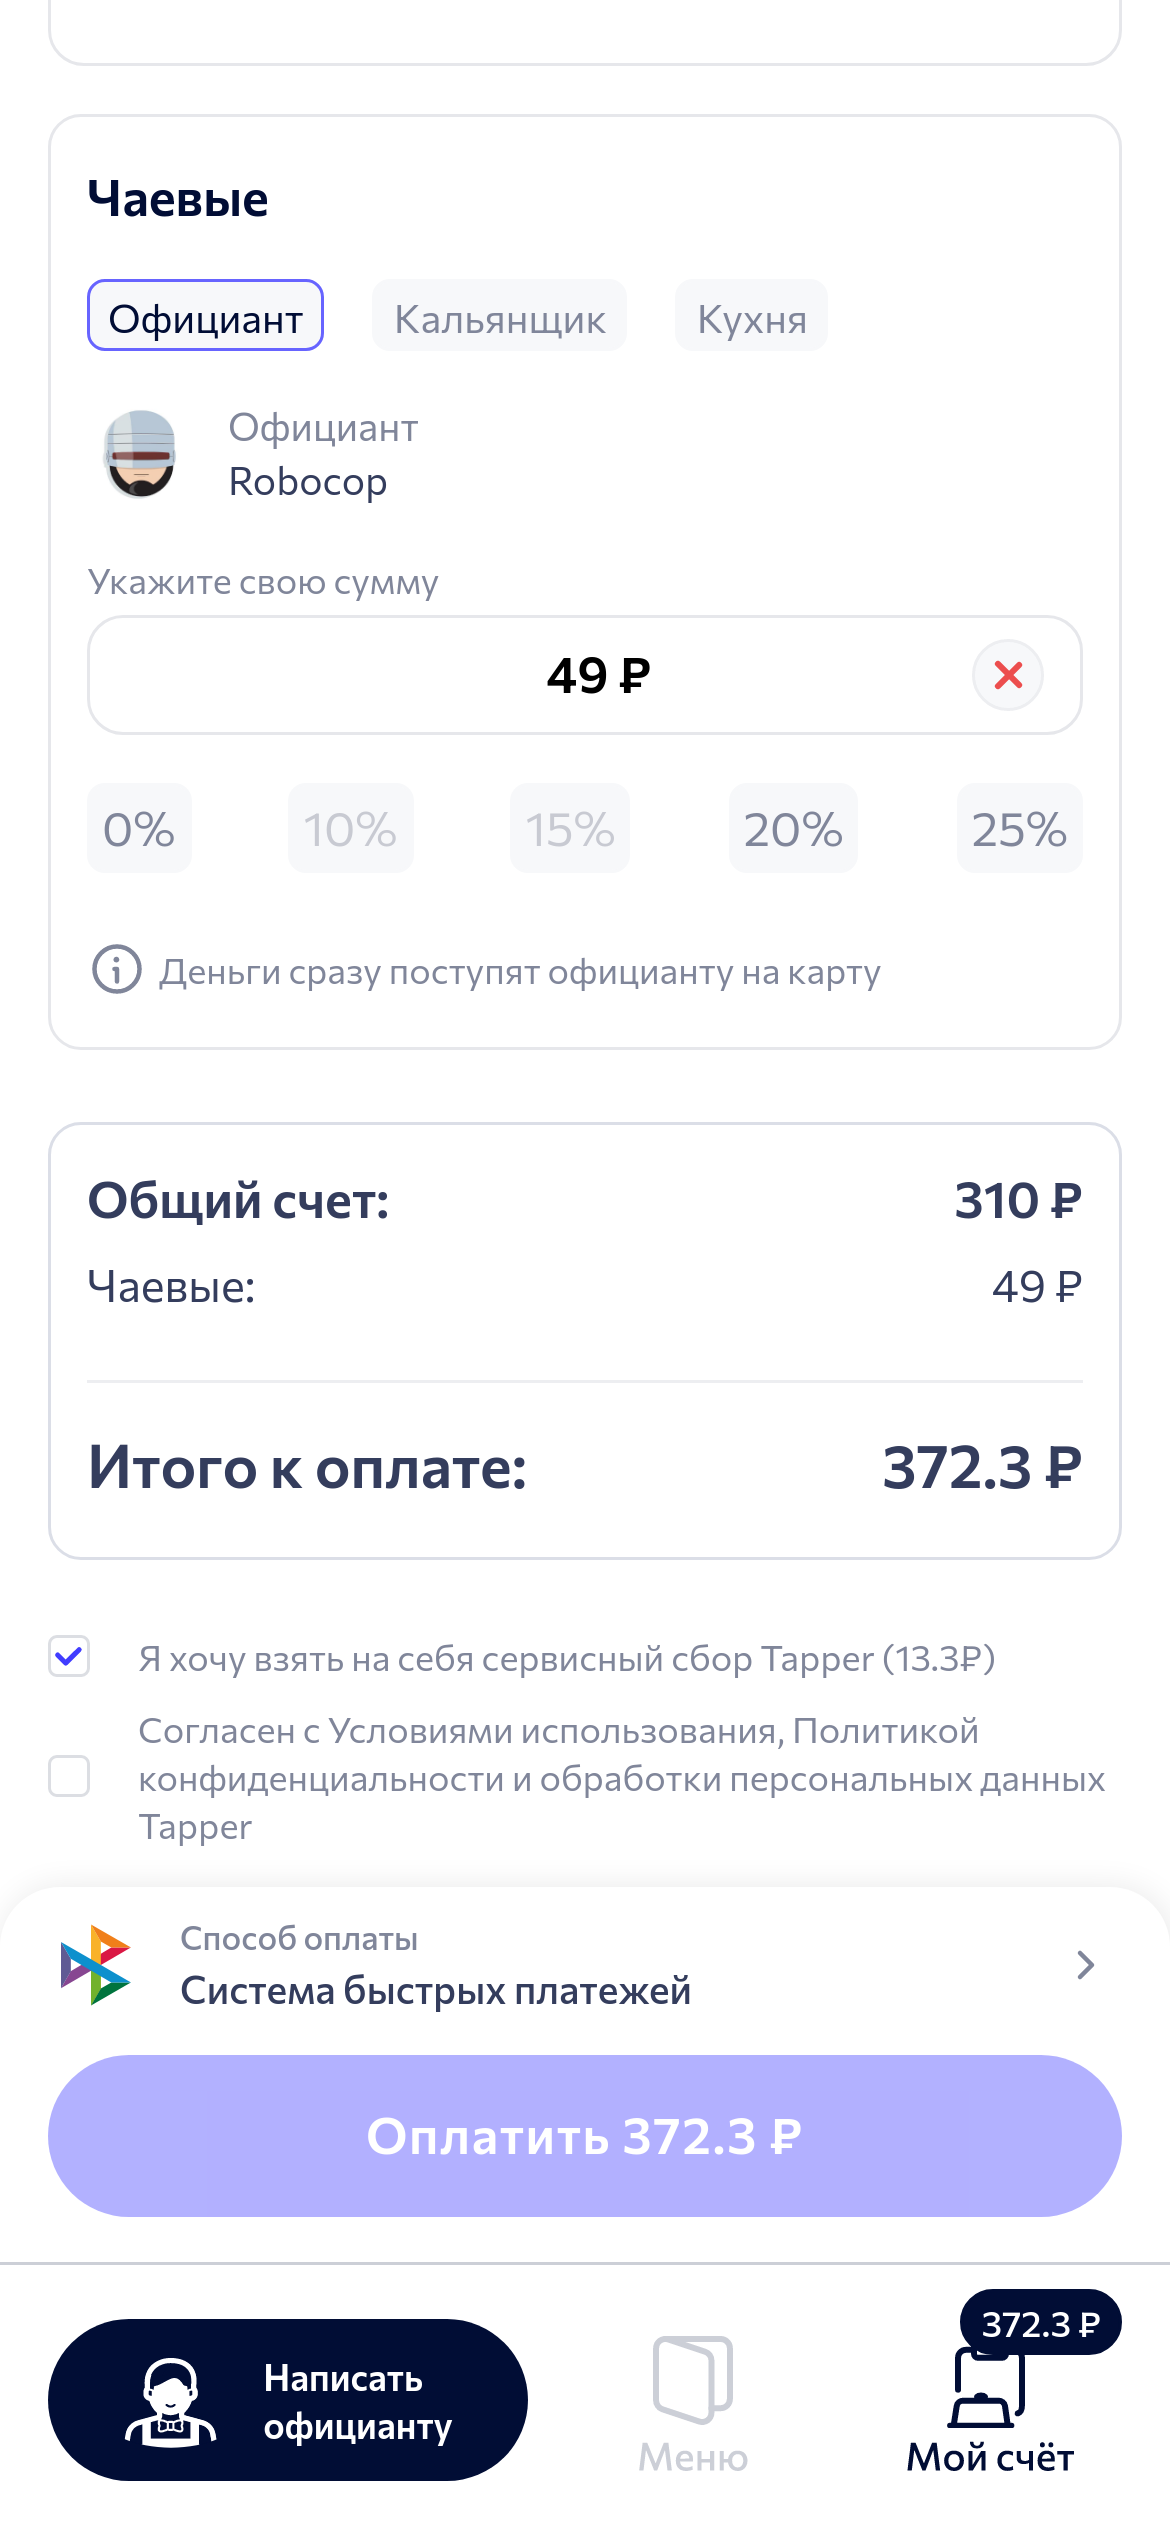 Чаевые
Официант Кальянщик Кухня
Официант
Robocop
Укажите свою сумму
49 ₽
0% 10% 15% 20% 25%
Деньги сразу поступят официанту на карту
Общий счет: 310 ₽
Чаевые: 49 ₽
Итого к оплате: 372.3 ₽
Я хочу взять на себя сервисный сбор Tapper (13.3₽)
Согласен с Условиями использования, Политикой
конфиденциальности и обработки персональных данных
Tapper
Способ оплаты
Система быстрых платежей
Оплатить 372.3 ₽
372.3 ₽
Написать
официанту
Меню
Мой счёт